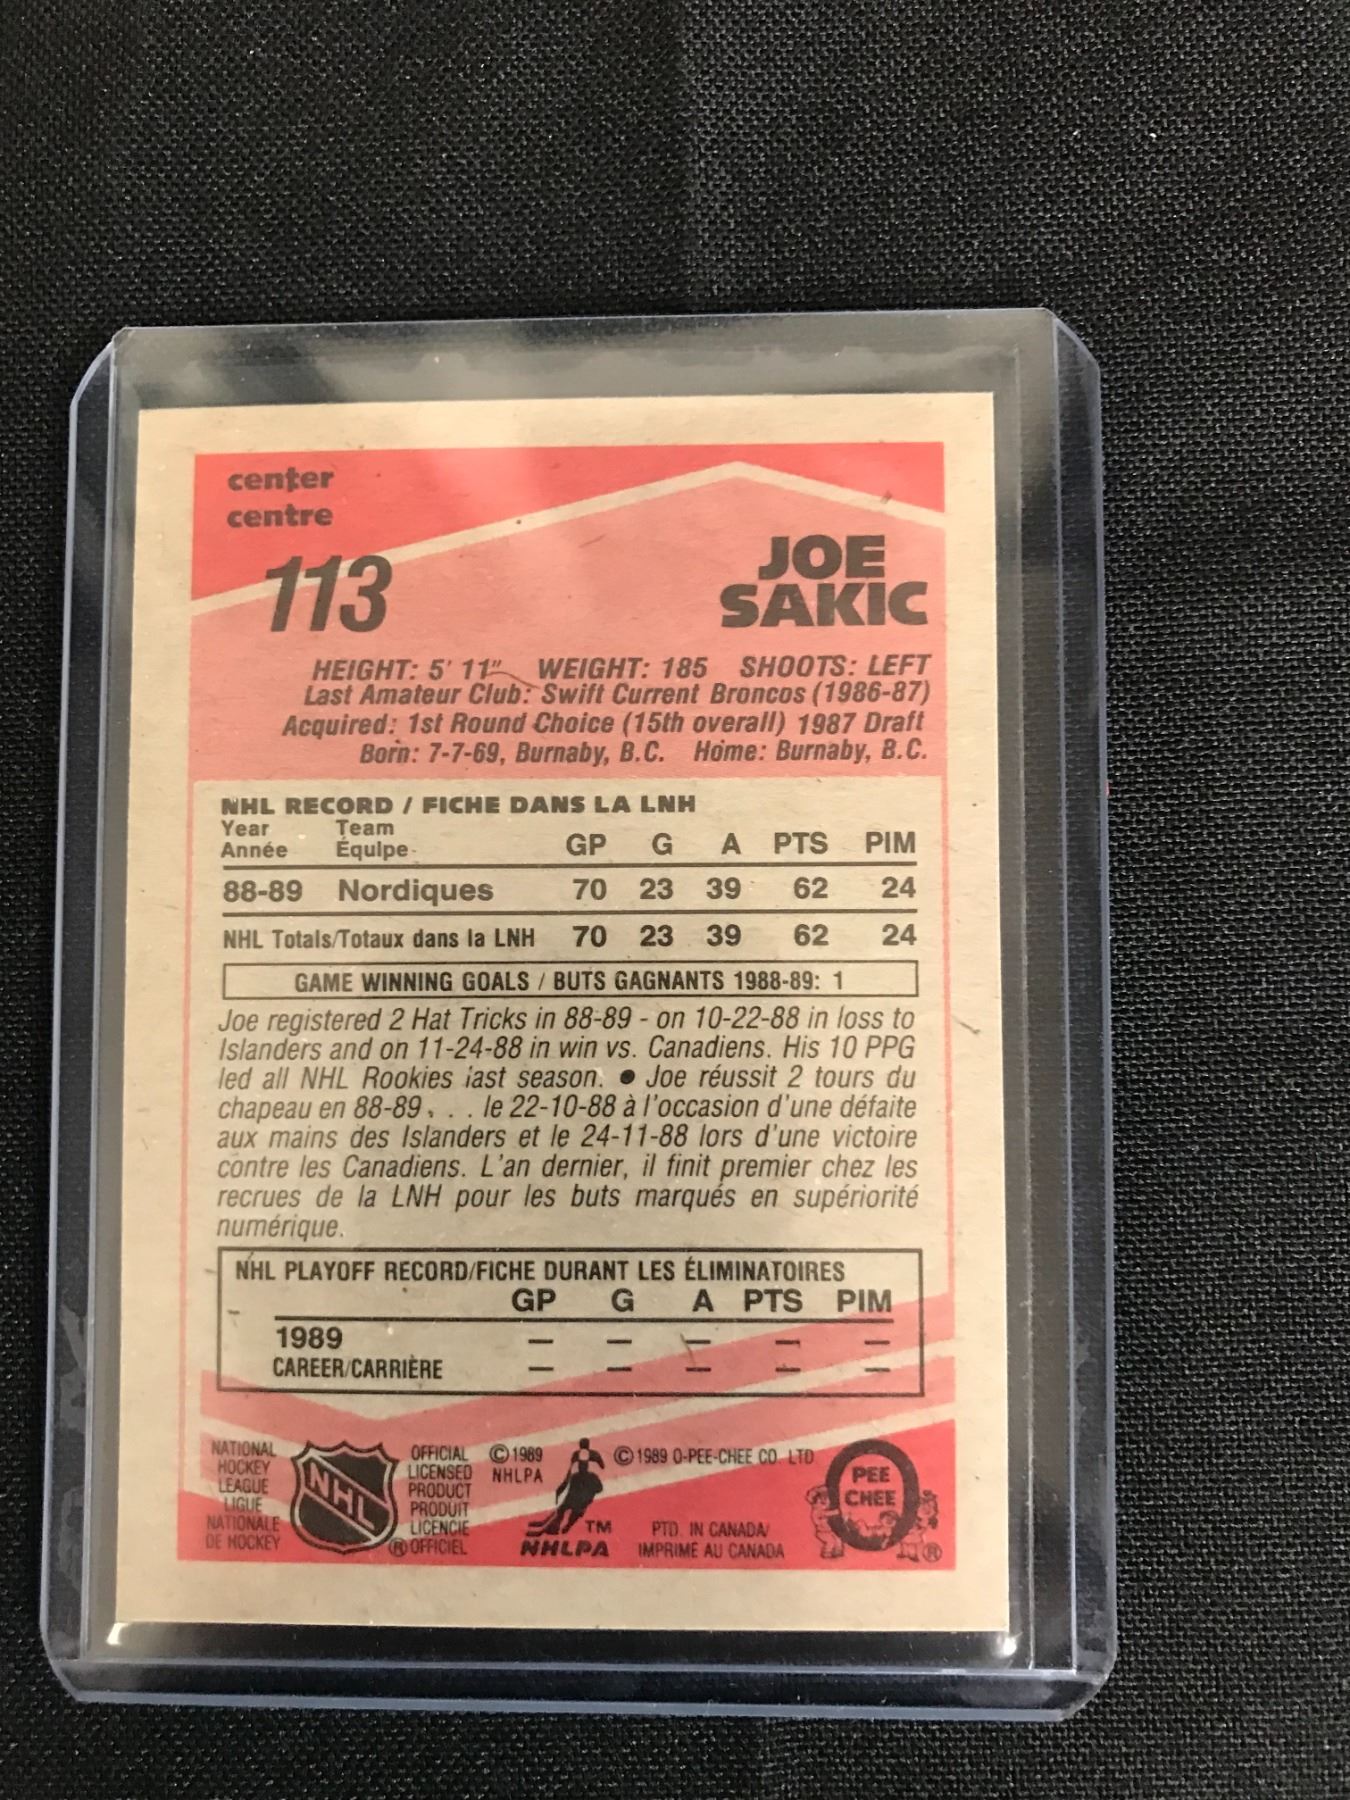 center
centre
113
JOE
SAKIC
HEIGHT: 5' 11" WEIGHT: 185 SHOOTS: LEFT
Last Amateur Club: Swift Current Broncos (1986-87)
Acquired: 1st Round Choice (15th overall) 1987 Draft
Born: 7-7-69, Burnaby, B.C. Home: Burnaby, B.C.
NHL RECORD / FICHE DANS LA LNH
Year Team
Année Équipe GP G A PTS PIM
88-89 Nordiques 70 23 39 62 24
NHL Totals/Totaux dans la LNH 70 23 39 62 24
GAME WINNING GOALS / BUTS GAGNANTS 1988-89: 1
Joe registered 2 Hat Tricks in 88-89 - on 10-22-88 in loss to
Islanders and on 11-24-88 in win vs. Canadiens. His 10 PPG
led all NHL Rookies last season. ● Joe réussit 2 tours du
chapeau en 88-89 . . . le 22-10-88 à l'occasion d'une défaite
aux mains des Islanders et le 24-11-88 lors d'une victoire
contre les Canadiens. L'an dernier, il finit premier chez les
recrues de la LNH pour les buts marqués en supériorité
numérique.
NHL PLAYOFF RECORD/FICHE DURANT LES ÉLIMINATOIRES
GP G A PTS PIM
1989 — — — — —
CAREER/CARRIÈRE — — — — —
NATIONAL
HOCKEY
LEAGUE
LIGUE
NATIONALE
DE HOCKEY
NHL
OFFICIAL
LICENSED
PRODUCT
PRODUIT
LICENCIE
® OFFICIEL
© 1989
NHLPA
TM
NHLPA
© 1989 O-PEE-CHEE CO. LTD
PTD. IN CANADA/
IMPRIME AU CANADA
O
PEE
CHEE
®